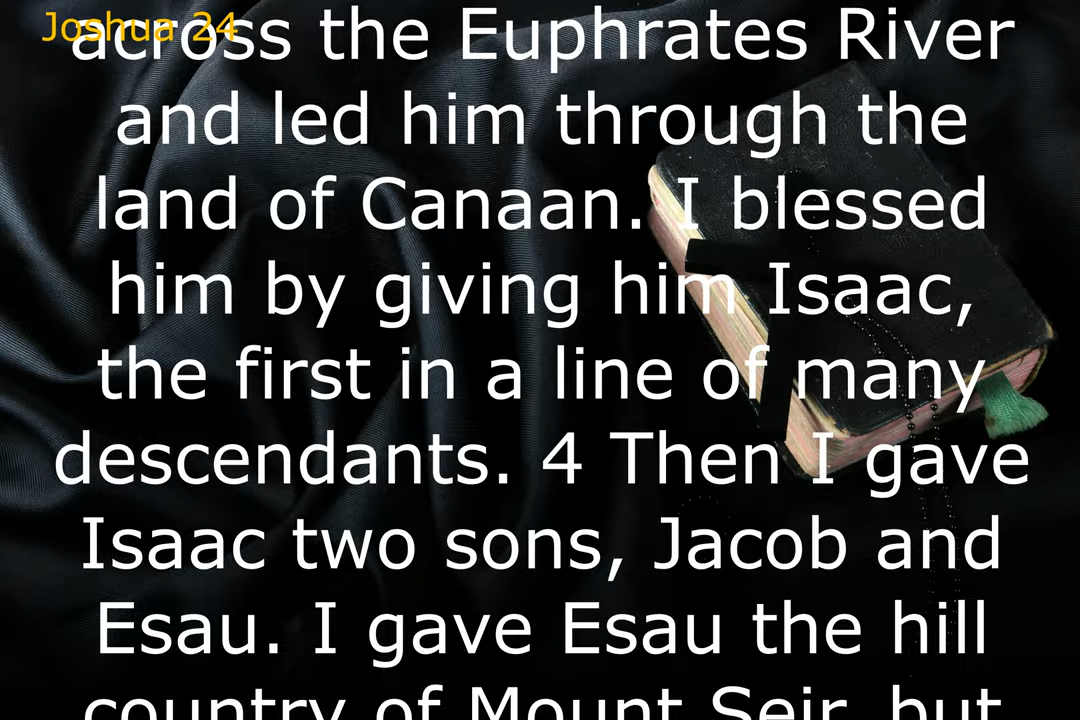 Joshua 24
across the Euphrates River
and led him through the
land of Canaan. I blessed
him by giving him Isaac,
the first in a line of many
descendants. 4 Then I gave
Isaac two sons, Jacob and
Esau. I gave Esau the hill
country of Mount Seir, but